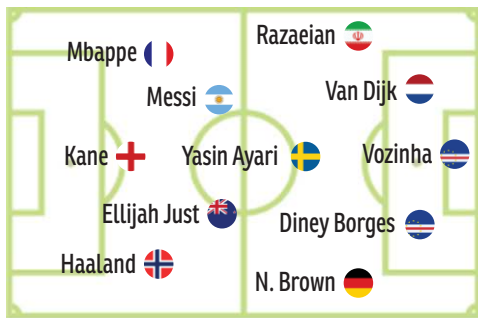 Razaeian
Mbappe
Van Dijk
Messi
Kane
Yasin Ayari
Vozinha
Ellijah Just
Diney Borges
Haaland
N. Brown